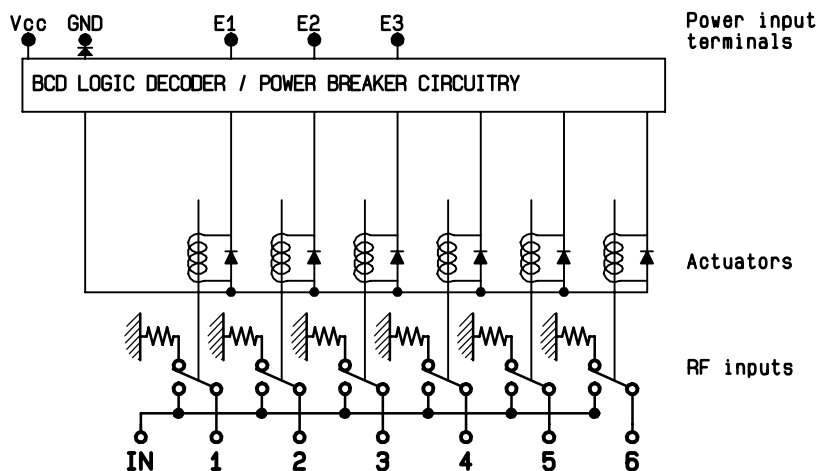 Vcc GND E1 E2 E3 Power input
terminals
BCD LOGIC DECODER / POWER BREAKER CIRCUITRY
Actuators
RF inputs
IN 1 2 3 4 5 6